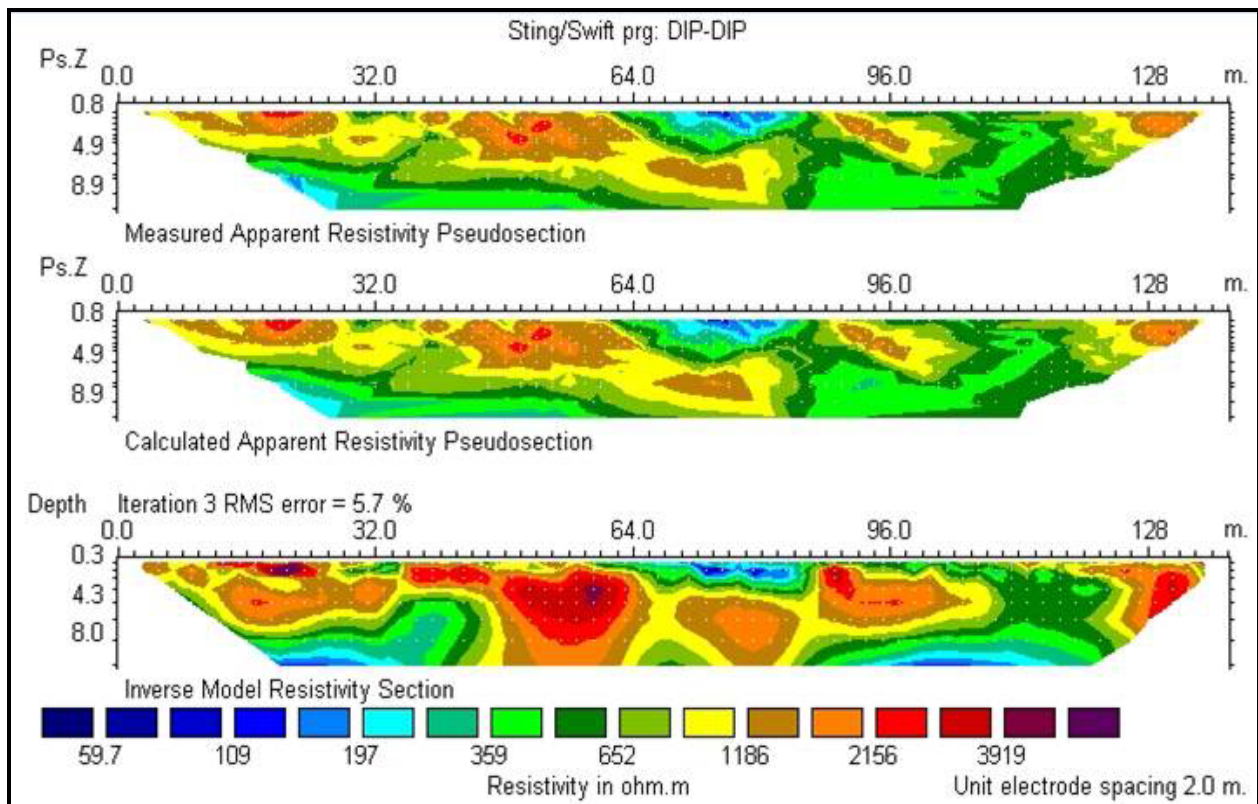 Sting/Swift prg: DIP-DIP
Ps.Z 0.0 32.0 64.0 96.0 128 m.
0.8
4.9
8.9
Measured Apparent Resistivity Pseudosection
Ps.Z 0.0 32.0 64.0 96.0 128 m.
0.8
4.9
8.9
Calculated Apparent Resistivity Pseudosection
Depth Iteration 3 RMS error = 5.7 %
0.0 32.0 64.0 96.0 128 m.
0.3
4.3
8.0
Inverse Model Resistivity Section
59.7 109 197 359 652 1186 2156 3919
Resistivity in ohm.m Unit electrode spacing 2.0 m.